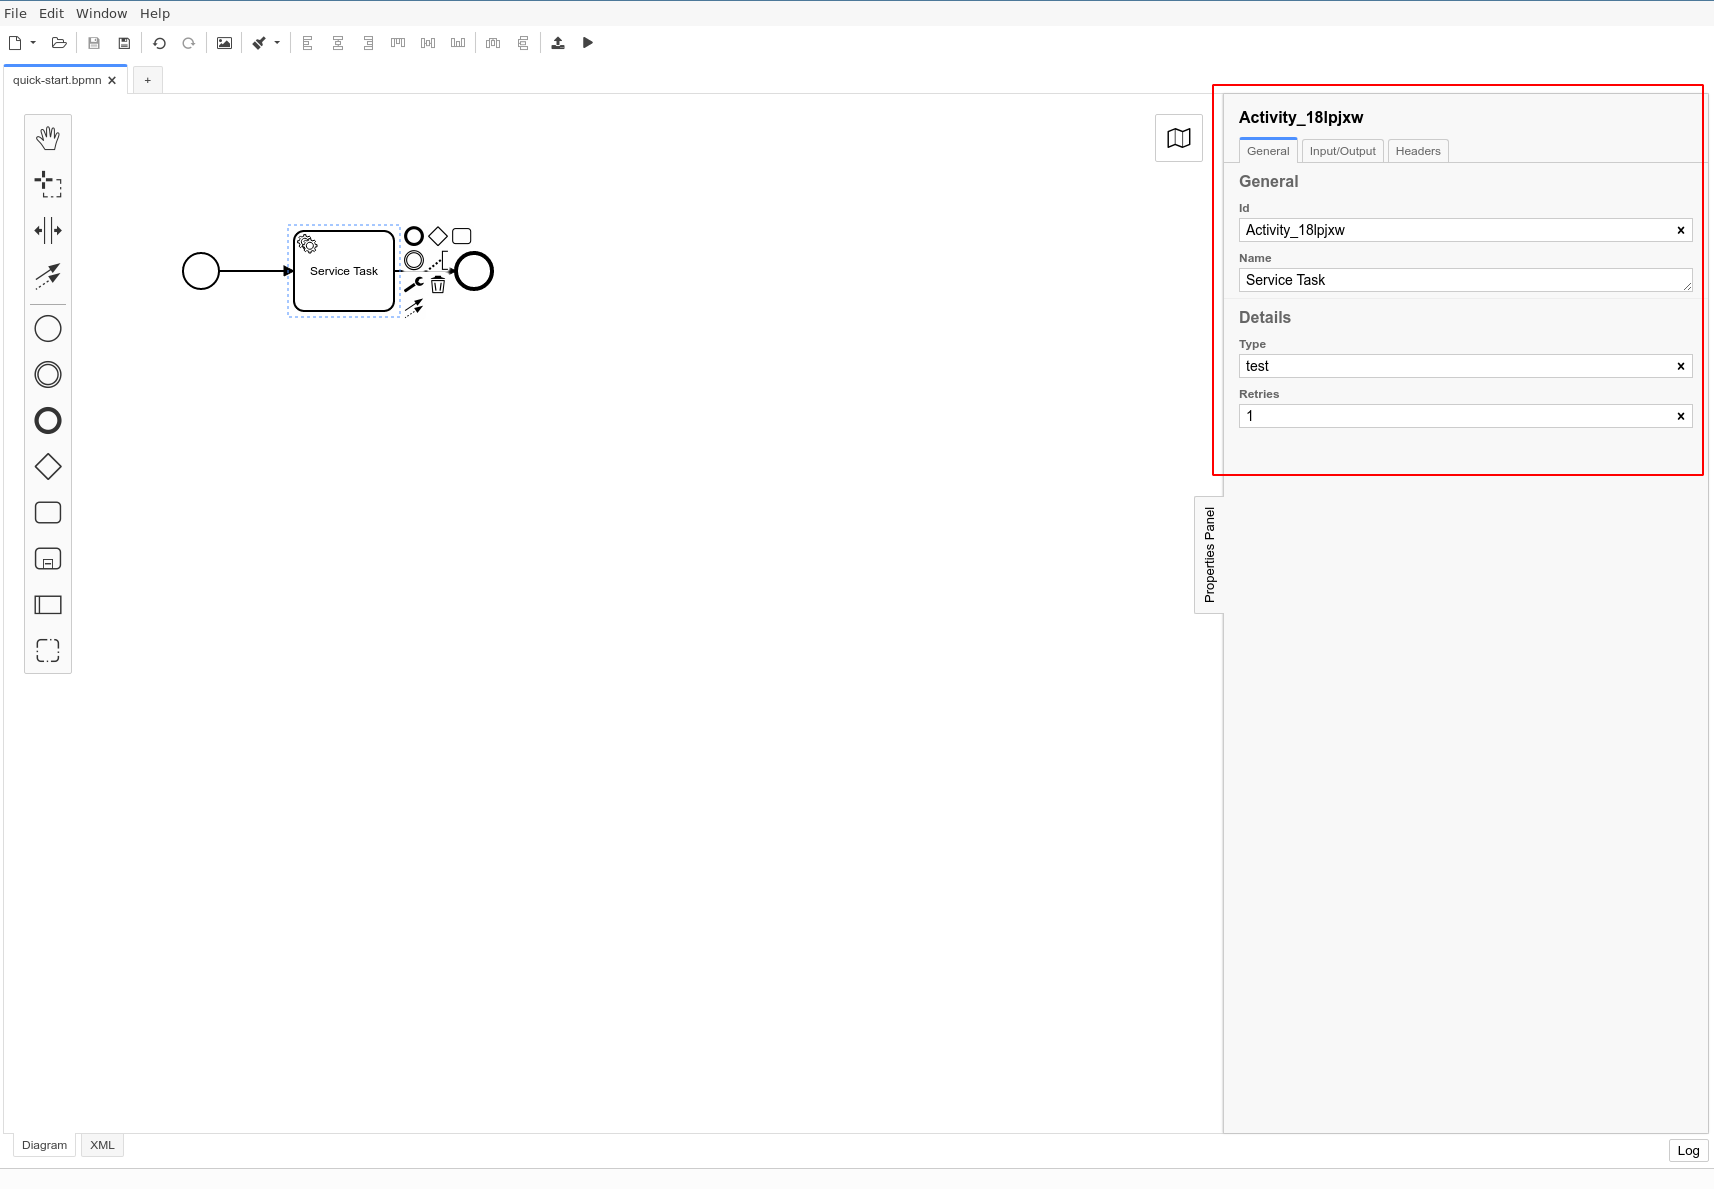 File Edit Window Help
quick-start.bpmn
+
Service Task
Activity_18lpjxw
General Input/Output Headers
General
Id
Activity_18lpjxw
Name
Service Task
Details
Type
test
Retries
1
Properties Panel
Diagram XML
Log